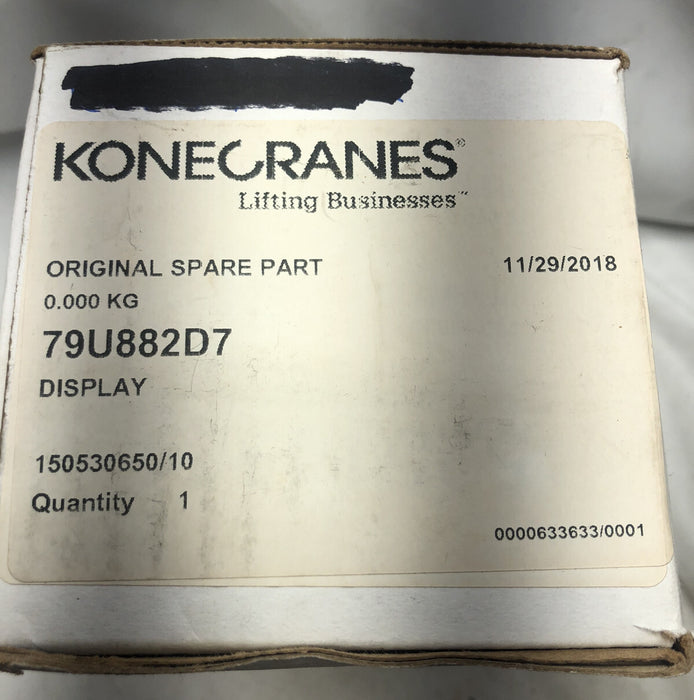 KONECRANES®
Lifting Businesses™
ORIGINAL SPARE PART 11/29/2018
0.000 KG
79U882D7
DISPLAY
150530650/10
Quantity 1
0000633633/0001